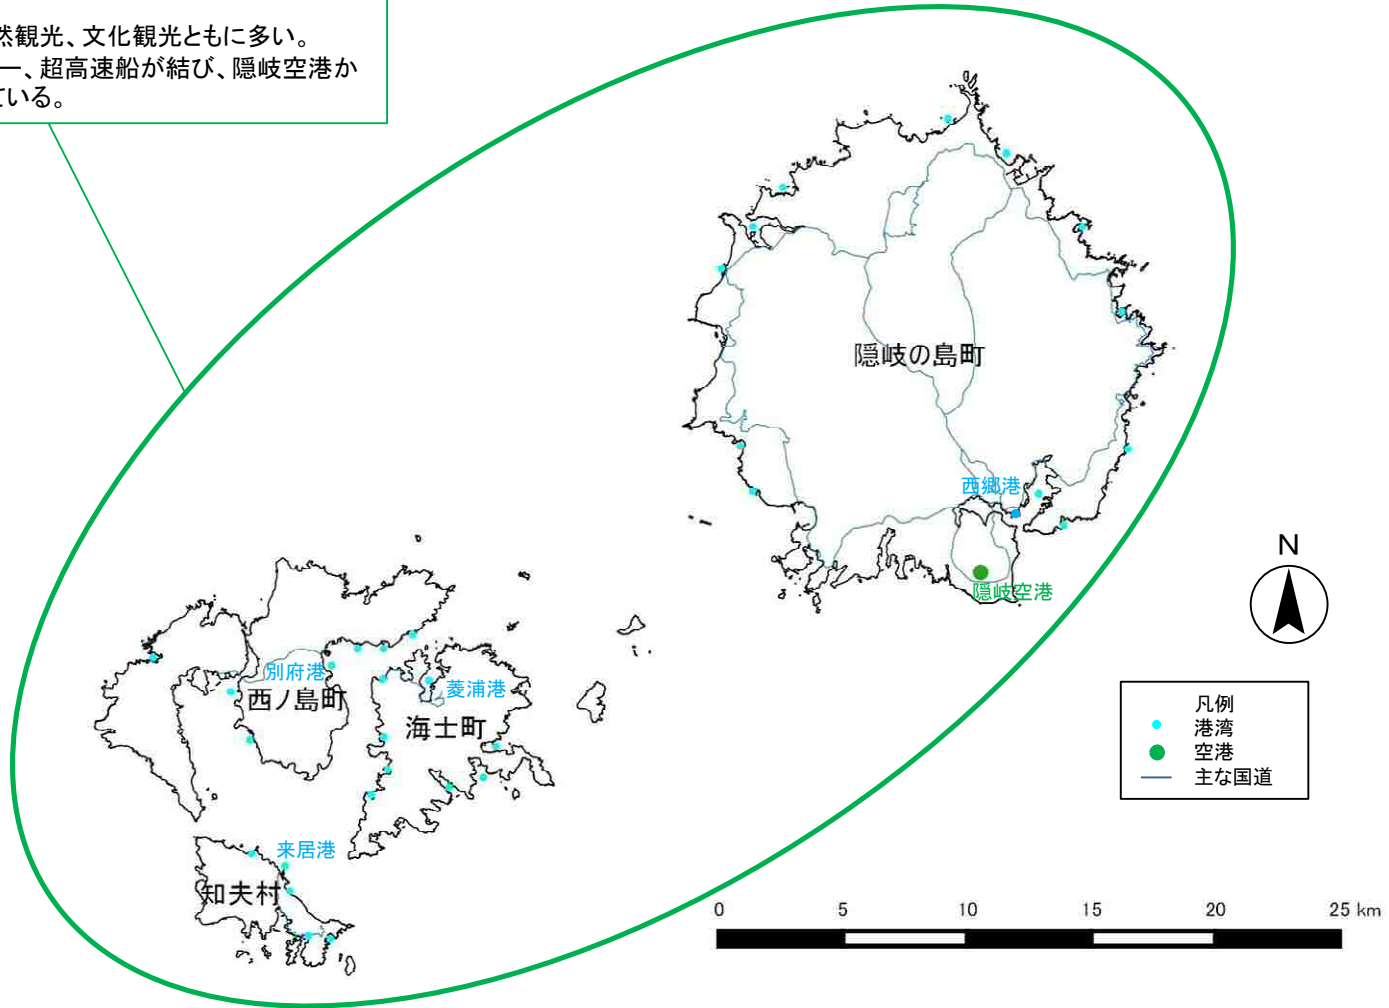 然観光、文化観光ともに多い。
ー、超高速船が結び、隠岐空港か
ている。
隠岐の島町
西郷港
隠岐空港
N
別府港
西ノ島町
菱浦港
海士町
凡例
港湾
空港
主な国道
来居港
知夫村
0 5 10 15 20 25 km